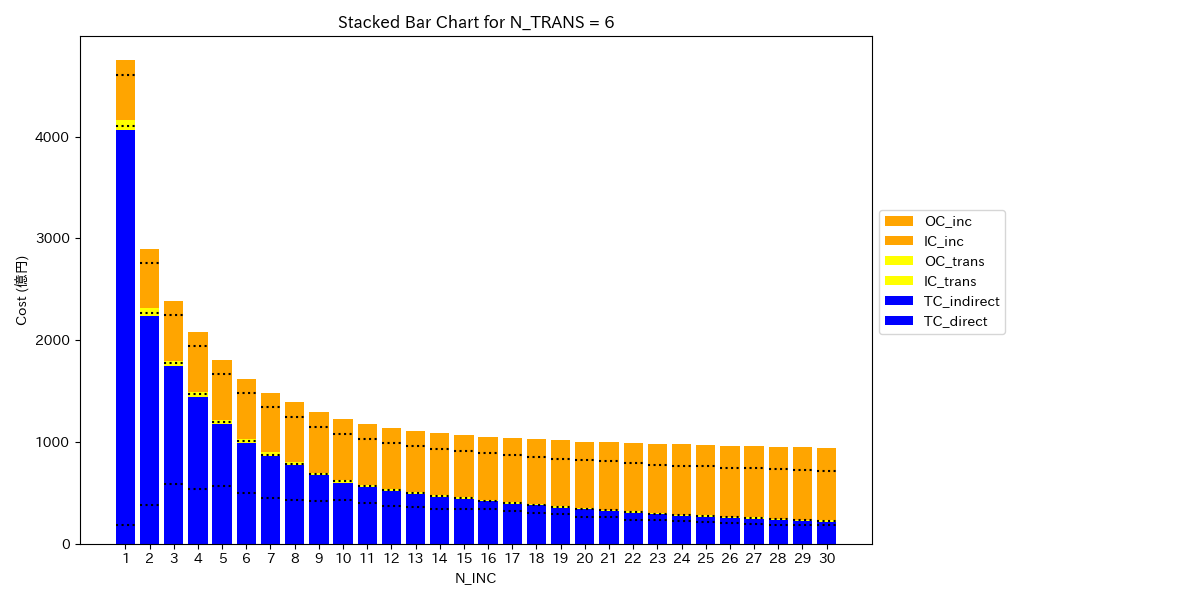 Stacked Bar Chart for N_TRANS = 6
Cost (億円)
4000
3000
2000
1000
0
1 2 3 4 5 6 7 8 9 10 11 12 13 14 15 16 17 18 19 20 21 22 23 24 25 26 27 28 29 30
N_INC
OC_inc
IC_inc
OC_trans
IC_trans
TC_indirect
TC_direct